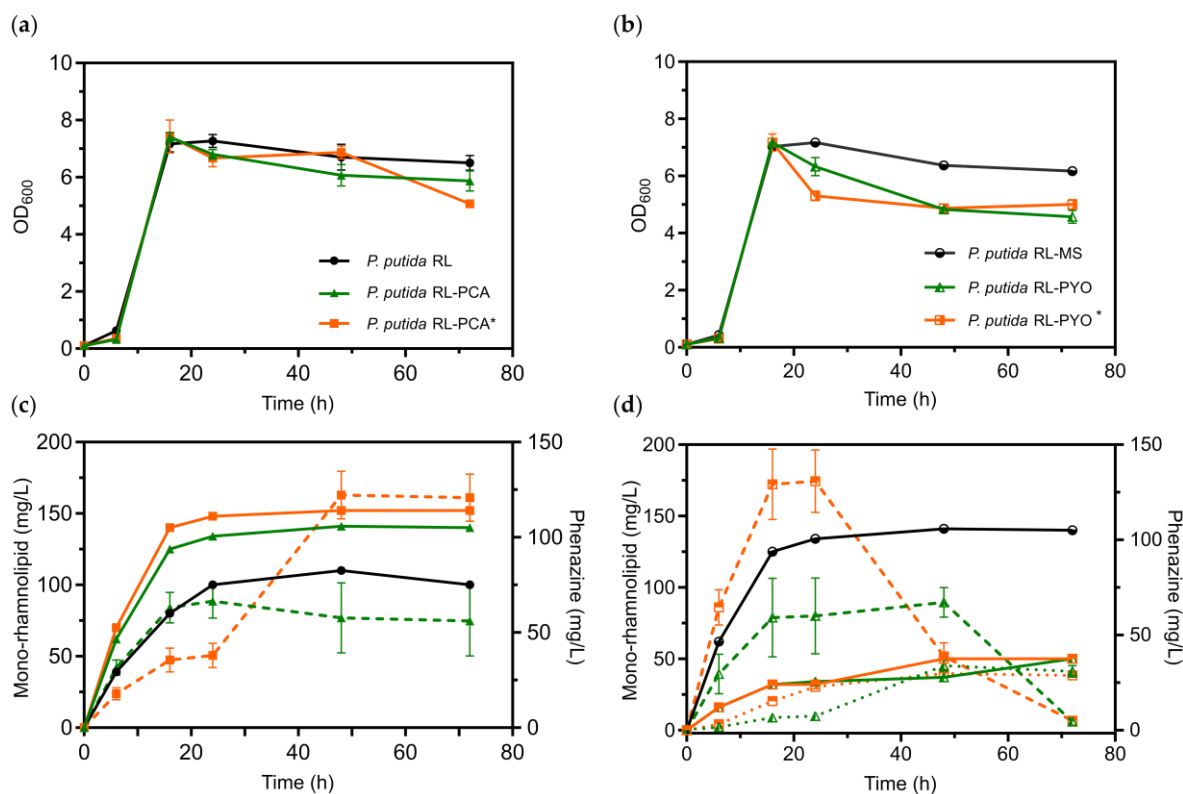 (a)
10
8
6
4
2
0
OD600
0 20 40 60 80
Time (h)
P. putida RL
P. putida RL-PCA
P. putida RL-PCA*
(b)
10
8
6
4
2
0
OD600
0 20 40 60 80
Time (h)
P. putida RL-MS
P. putida RL-PYO
P. putida RL-PYO *
(c)
200
150
100
50
0
Mono-rhamnolipid (mg/L)
150
100
50
0
Phenazine (mg/L)
0 20 40 60 80
Time (h)
(d)
200
150
100
50
0
Mono-rhamnolipid (mg/L)
150
100
50
0
Phenazine (mg/L)
0 20 40 60 80
Time (h)